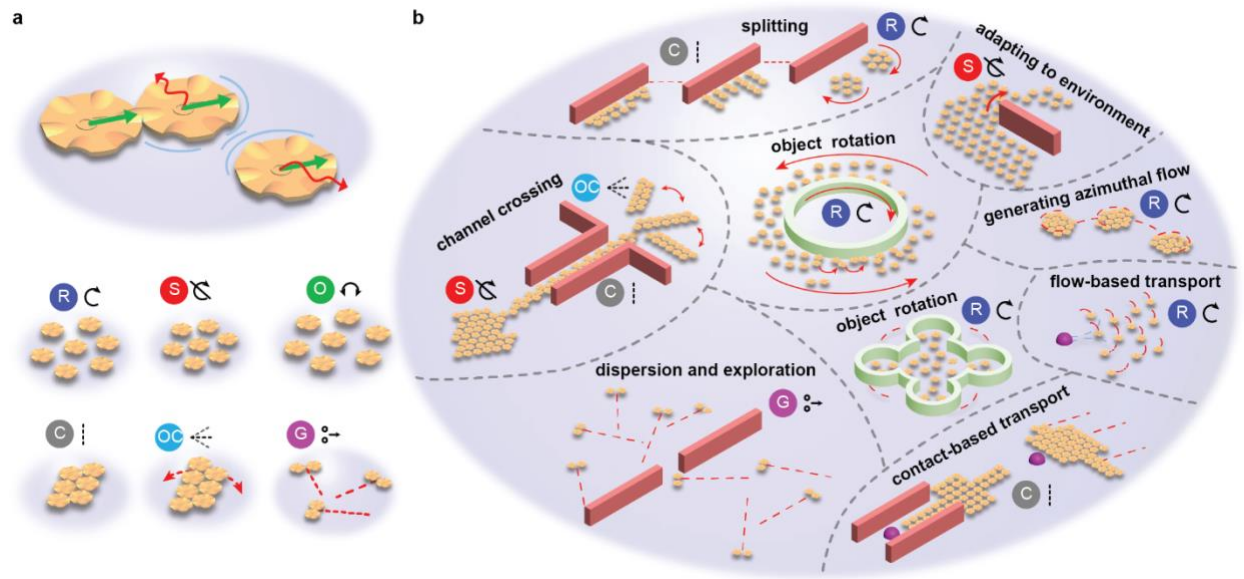 a
R
S
O
C
OC
G
b
splitting
R
C
adapting to environment
S
object rotation
R
channel crossing
OC
S
C
generating azimuthal flow
R
flow-based transport
R
object rotation
R
dispersion and exploration
G
contact-based transport
C